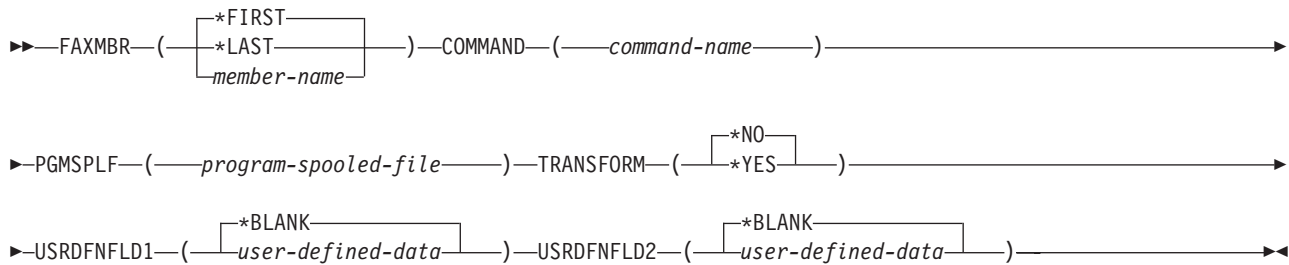 *FIRST
FAXMBR ( *LAST ) COMMAND ( command-name )
member-name
*NO
PGMSPLF ( program-spooled-file ) TRANSFORM ( *YES )
*BLANK *BLANK
USRDFNFLD1 ( user-defined-data ) USRDFNFLD2 ( user-defined-data )